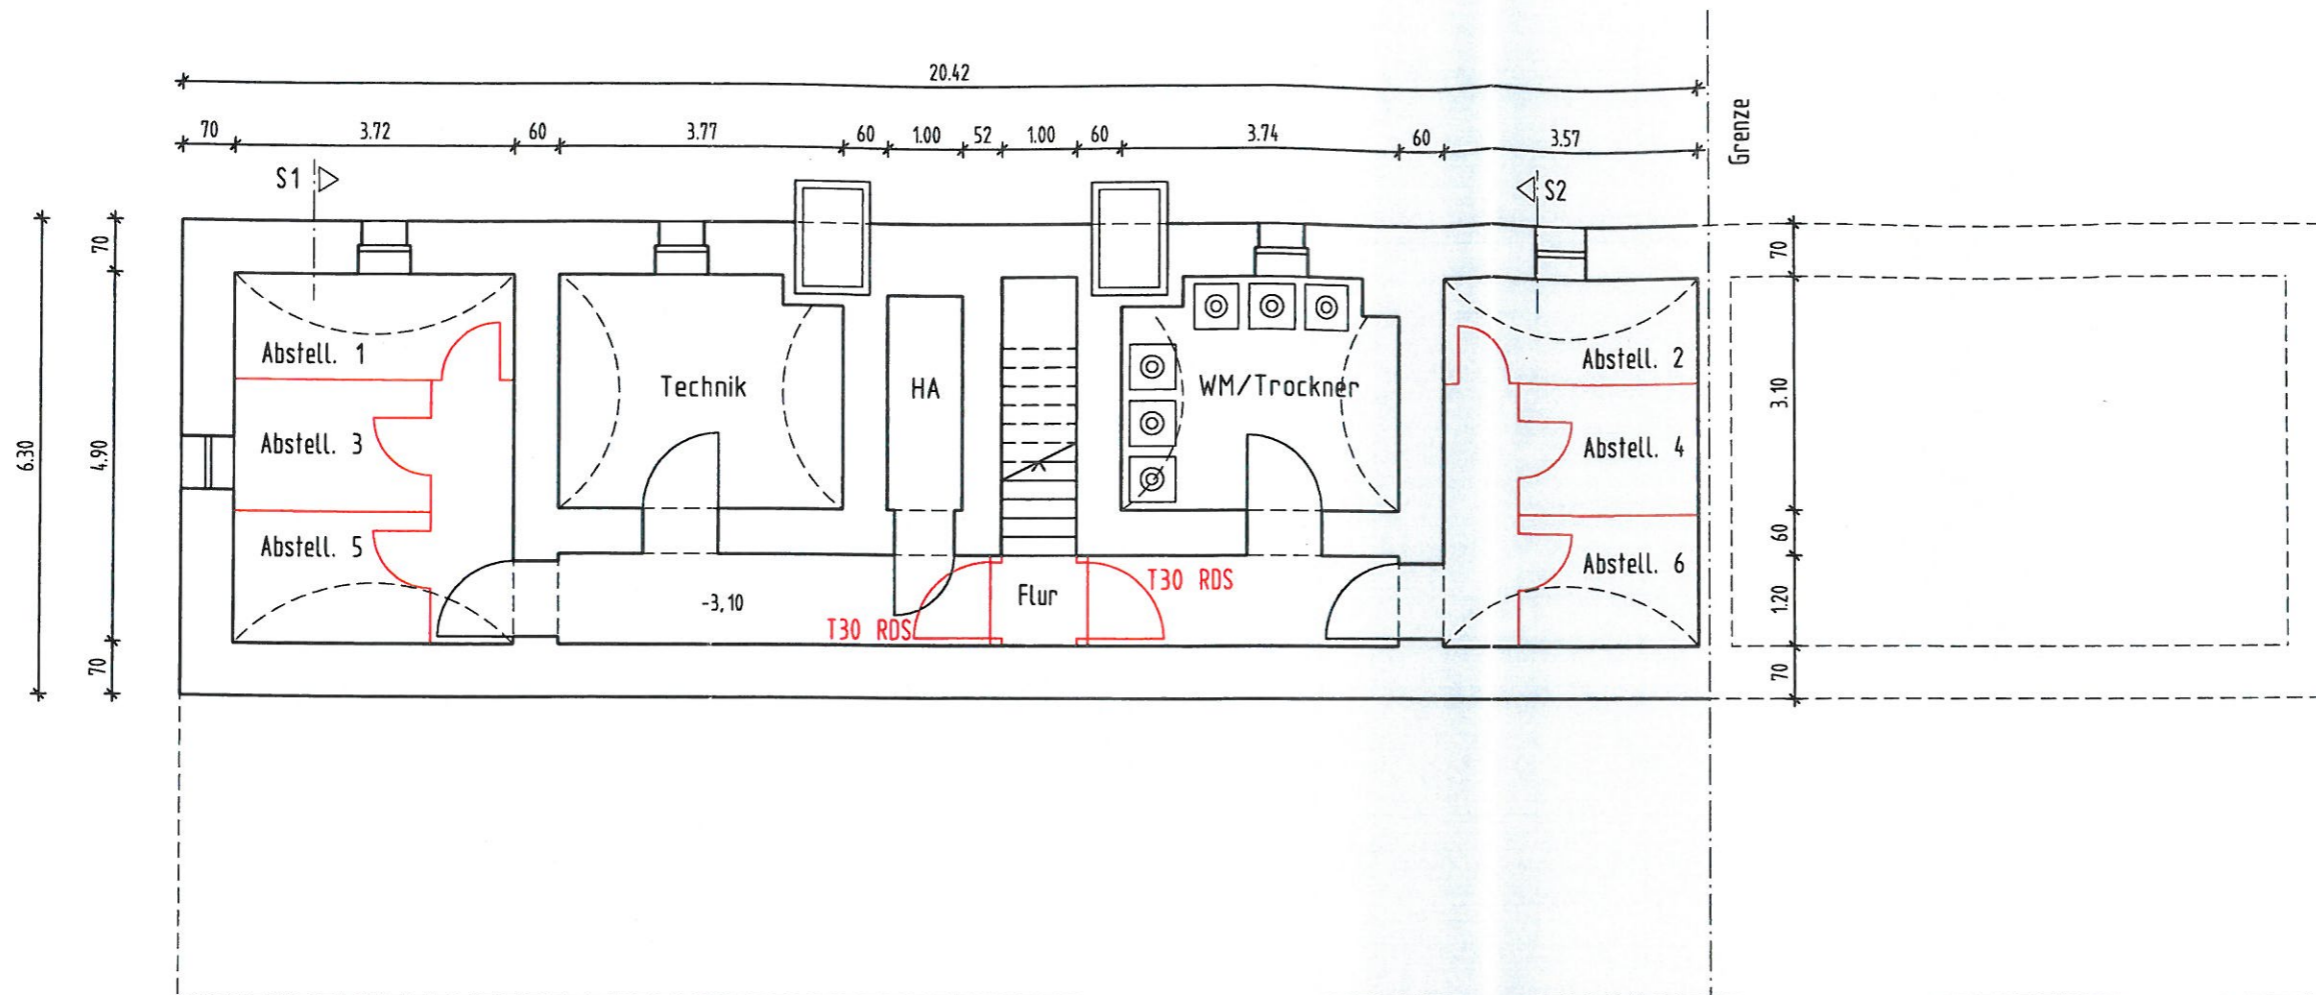 20.42
70 3.72 60 3.77 60 1.00 52 1.00 60 3.74 60 3.57
Grenze
S1
S2
70
70
Abstell. 1
Abstell. 2
Technik
HA
WM/Trockner
3.10
Abstell. 3
Abstell. 4
6.30
4.90
60
Abstell. 5
Abstell. 6
T30 RDS
Flur
-3,10
1.20
T30 RDS
70
70